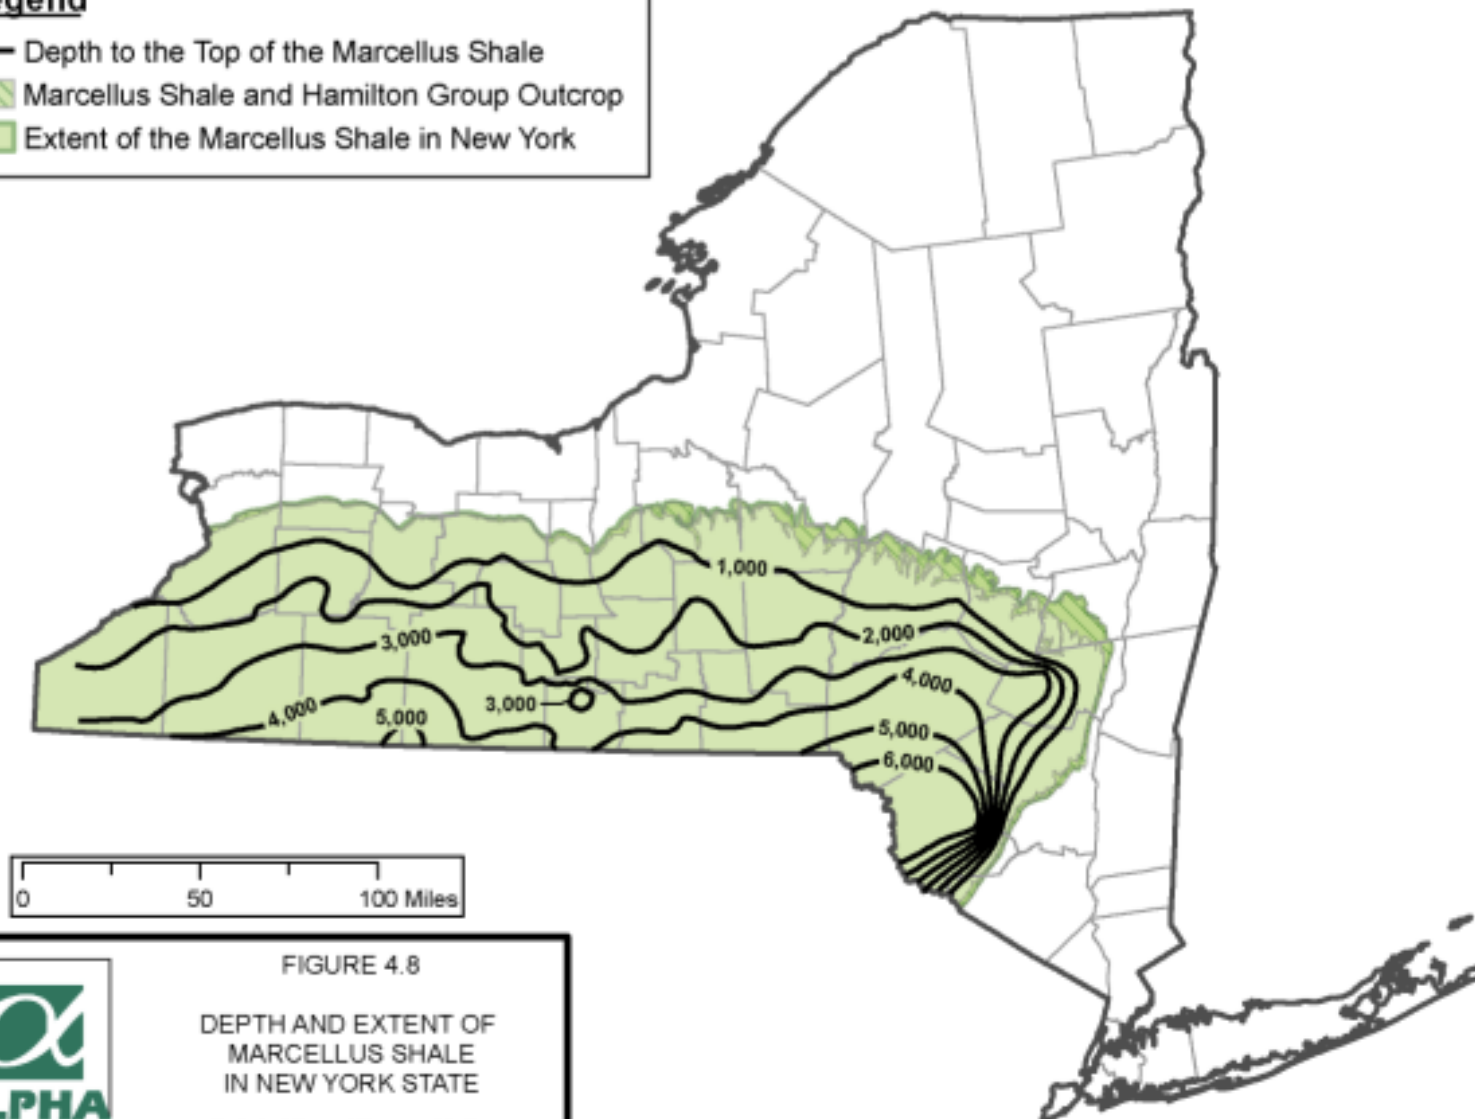 egend
Depth to the Top of the Marcellus Shale
Marcellus Shale and Hamilton Group Outcrop
Extent of the Marcellus Shale in New York
1,000
2,000
3,000
4,000
3,000
4,000
5,000
5,000
6,000
0 50 100 Miles
FIGURE 4.8
DEPTH AND EXTENT OF
MARCELLUS SHALE
IN NEW YORK STATE
α
LPHA